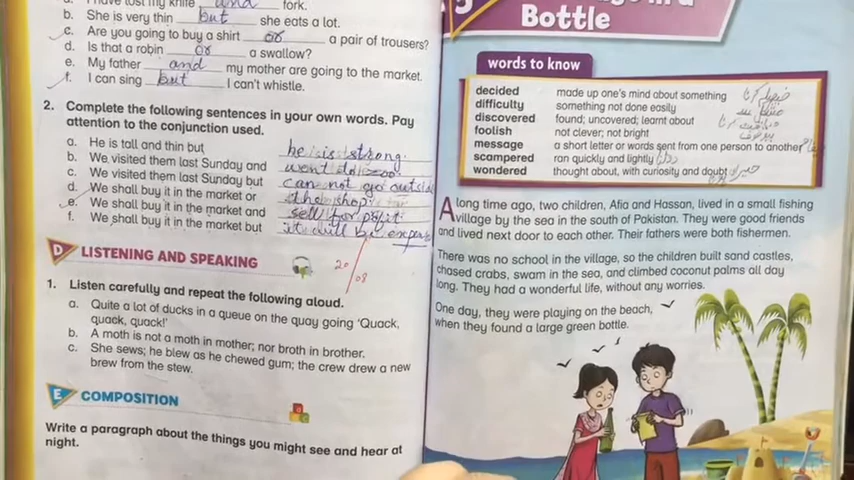 a. I have lost my knife and fork.
b. She is very thin but she eats a lot.
c. Are you going to buy a shirt or a pair of trousers?
d. Is that a robin or a swallow?
e. My father and my mother are going to the market.
f. I can sing but I can't whistle.
2. Complete the following sentences in your own words. Pay
attention to the conjunction used.
a. He is tall and thin but he is strong.
b. We visited them last Sunday and went to zoo.
c. We visited them last Sunday but can not go outside
d. We shall buy it in the market or the shop
e. We shall buy it in the market and sell for profit.
f. We shall buy it in the market but it will be expens
20/08
D LISTENING AND SPEAKING
1. Listen carefully and repeat the following aloud.
a. Quite a lot of ducks in a queue on the quay going 'Quack,
quack, quack!'
b. A moth is not a moth in mother; nor broth in brother.
c. She sews; he blew as he chewed gum; the crew drew a new
brew from the stew.
E COMPOSITION
Write a paragraph about the things you might see and hear at
night.
5
in a
Bottle
words to know
decided made up one's mind about something
difficulty something not done easily
discovered found; uncovered; learnt about
foolish not clever; not bright
message a short letter or words sent from one person to another
scampered ran quickly and lightly
wondered thought about, with curiosity and doubt
A long time ago, two children, Afia and Hassan, lived in a small fishing
village by the sea in the south of Pakistan. They were good friends
and lived next door to each other. Their fathers were both fishermen.
There was no school in the village, so the children built sand castles,
chased crabs, swam in the sea, and climbed coconut palms all day
long. They had a wonderful life, without any worries.
One day, they were playing on the beach,
when they found a large green bottle.